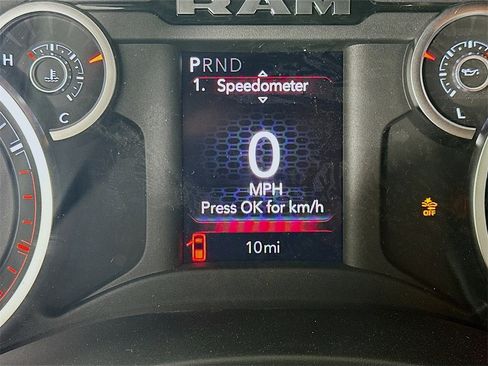 RAM
H
C
PRND
1. Speedometer
0
MPH
Press OK for km/h
10mi
L
OFF